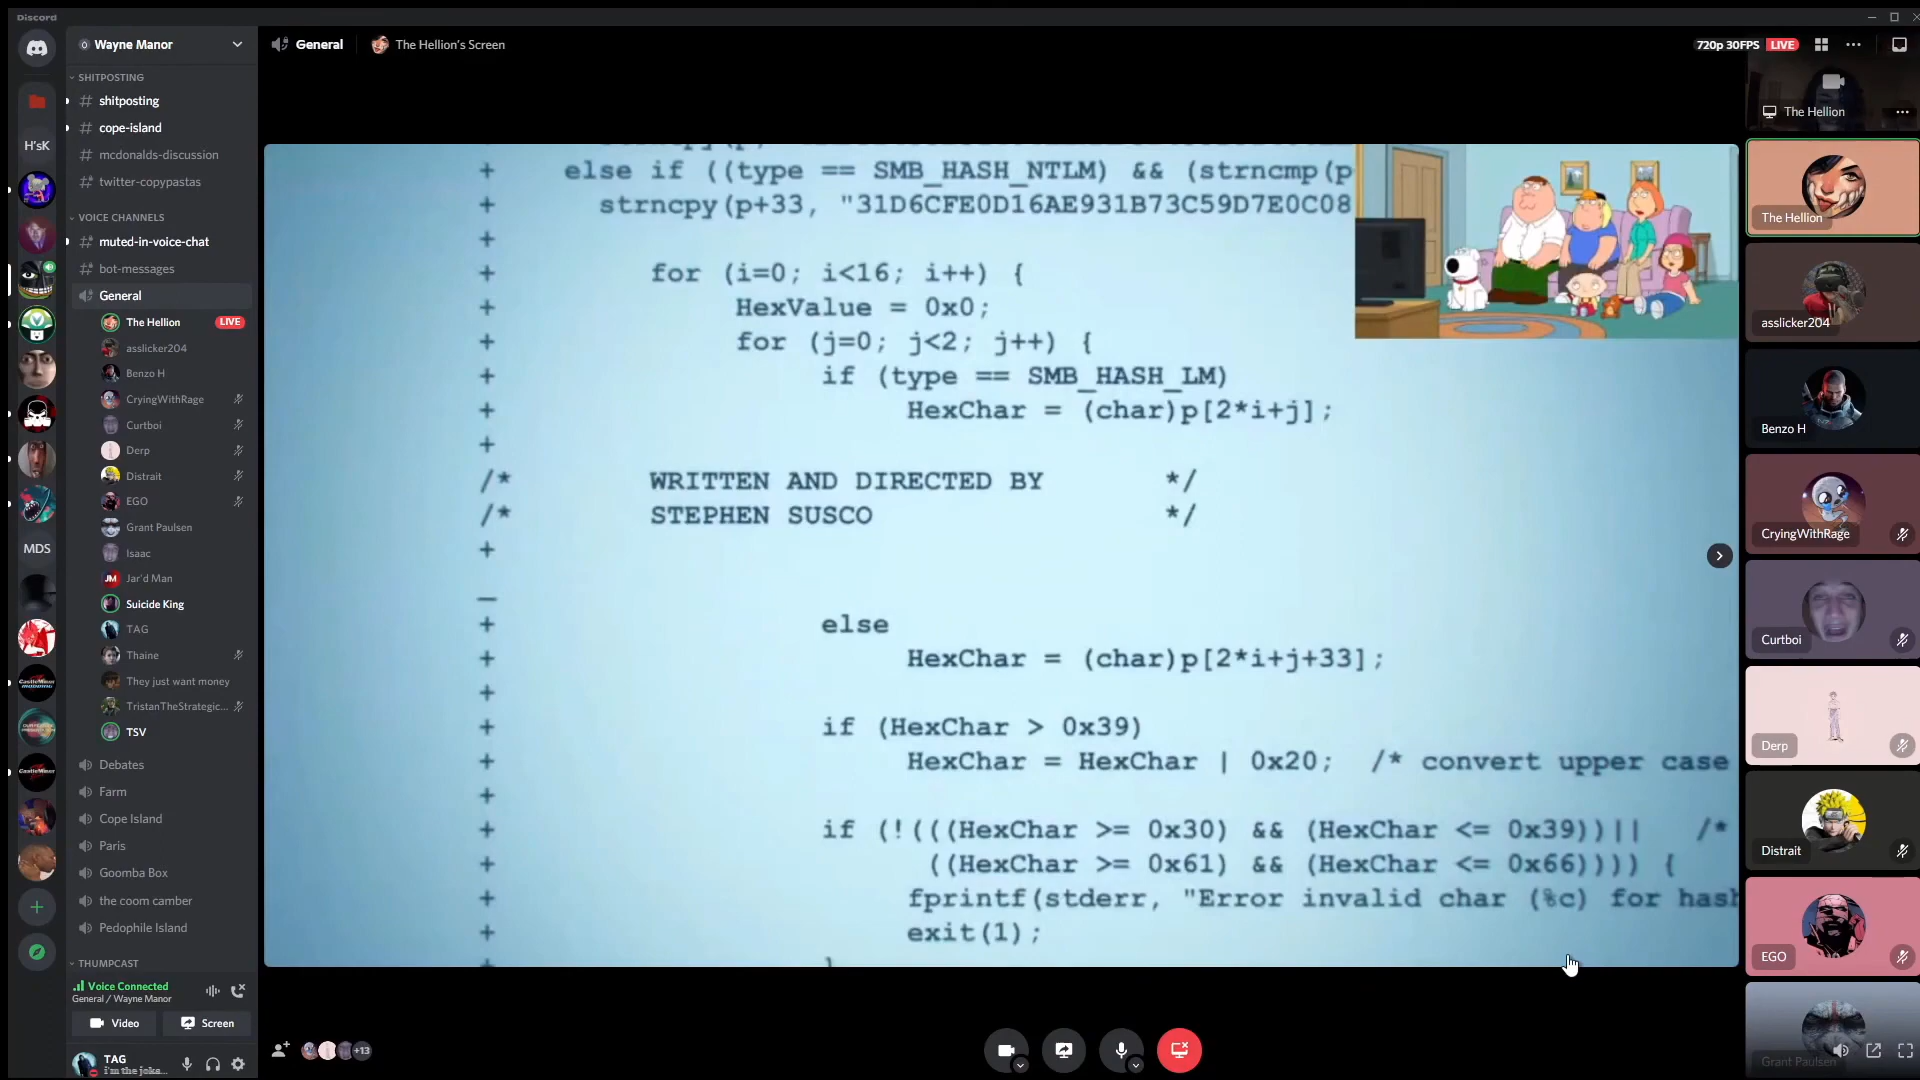 Discord
Wayne Manor
General
The Hellion's Screen
720p 30FPS
LIVE
SHITPOSTING
shitposting
cope-island
mcdonalds-discussion
twitter-copypastas
VOICE CHANNELS
muted-in-voice-chat
bot-messages
General
The Hellion
LIVE
asslicker204
Benzo H
CryingWithRage
Curtboi
Derp
Distrait
EGO
Grant Paulsen
Isaac
JM
Jar'd Man
Suicide King
TAG
Thaine
They just want money
TristanTheStrategic...
TSV
Debates
Farm
Cope Island
Paris
Goomba Box
the coom camber
Pedophile Island
THUMPCAST
Voice Connected
General / Wayne Manor
Video
Screen
TAG
i'm the joka...
H'sK
MDS
+ else if ((type == SMB_HASH_NTLM) && (strncmp(p
+ strncpy(p+33, "31D6CFE0D16AE931B73C59D7E0C08
+
+ for (i=0; i<16; i++) {
+ HexValue = 0x0;
+ for (j=0; j<2; j++) {
+ if (type == SMB_HASH_LM)
+ HexChar = (char)p[2*i+j];
+
/* WRITTEN AND DIRECTED BY */
/* STEPHEN SUSCO */
+
–
+ else
+ HexChar = (char)p[2*i+j+33];
+
+ if (HexChar > 0x39)
+ HexChar = HexChar | 0x20; /* convert upper case
+
+ if (!(((HexChar >= 0x30) && (HexChar <= 0x39))|| /*
+ ((HexChar >= 0x61) && (HexChar <= 0x66)))) {
+ fprintf(stderr, "Error invalid char (%c) for hash
+ exit(1);
+ }
+13
The Hellion
The Hellion
asslicker204
Benzo H
CryingWithRage
Curtboi
Derp
Distrait
EGO
Grant Paulsen